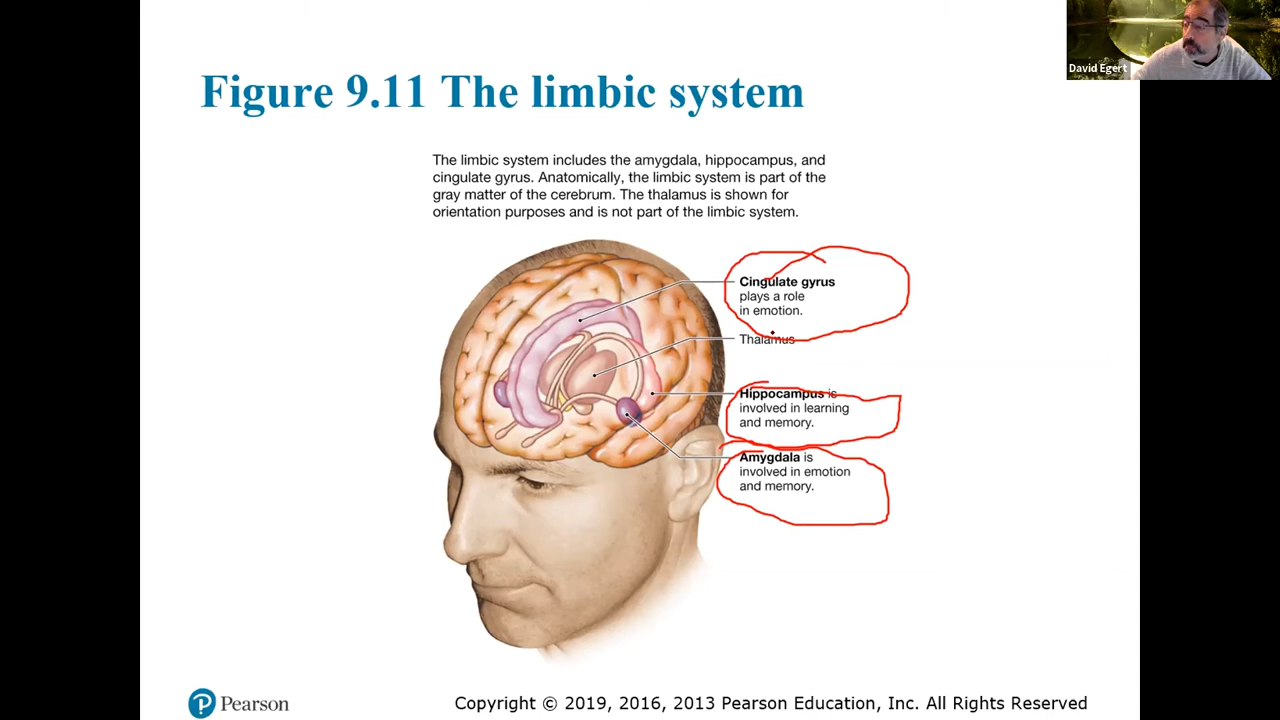 David Egert
Figure 9.11 The limbic system
The limbic system includes the amygdala, hippocampus, and
cingulate gyrus. Anatomically, the limbic system is part of the
gray matter of the cerebrum. The thalamus is shown for
orientation purposes and is not part of the limbic system.
Cingulate gyrus
plays a role
in emotion.
Thalamus
Hippocampus is
involved in learning
and memory.
Amygdala is
involved in emotion
and memory.
P Pearson
Copyright © 2019, 2016, 2013 Pearson Education, Inc. All Rights Reserved